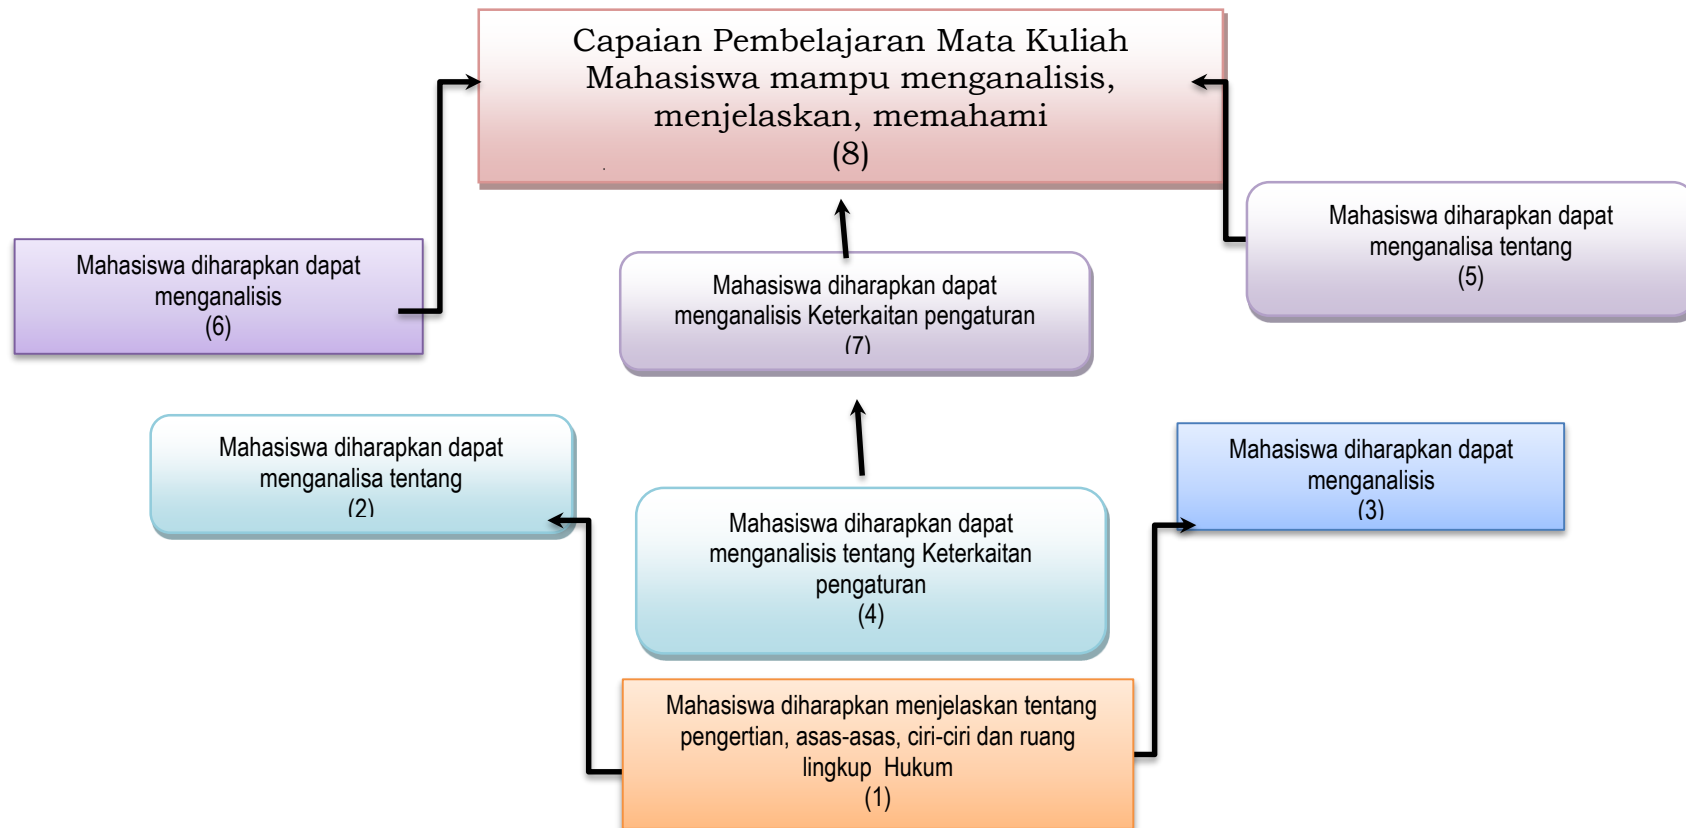 Capaian Pembelajaran Mata Kuliah
Mahasiswa mampu menganalisis,
menjelaskan, memahami
(8)
.
Mahasiswa diharapkan dapat
menganalisa tentang
(5)
Mahasiswa diharapkan dapat
menganalisis
(6)
Mahasiswa diharapkan dapat
menganalisis Keterkaitan pengaturan
(7)
Mahasiswa diharapkan dapat
menganalisa tentang
(2)
Mahasiswa diharapkan dapat
menganalisis
(3)
Mahasiswa diharapkan dapat
menganalisis tentang Keterkaitan
pengaturan
(4)
Mahasiswa diharapkan menjelaskan tentang
pengertian, asas-asas, ciri-ciri dan ruang
lingkup  Hukum
(1)